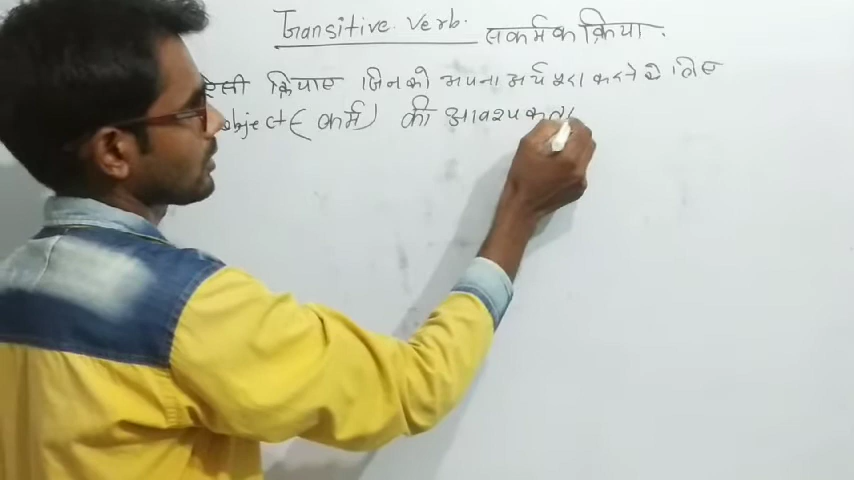 Transitive. Verb. सकर्मक क्रिया.
ऐसी क्रियाए जिनको अपना अर्थ पूरा करने के लिए
object (कर्म) की आवश्यकता